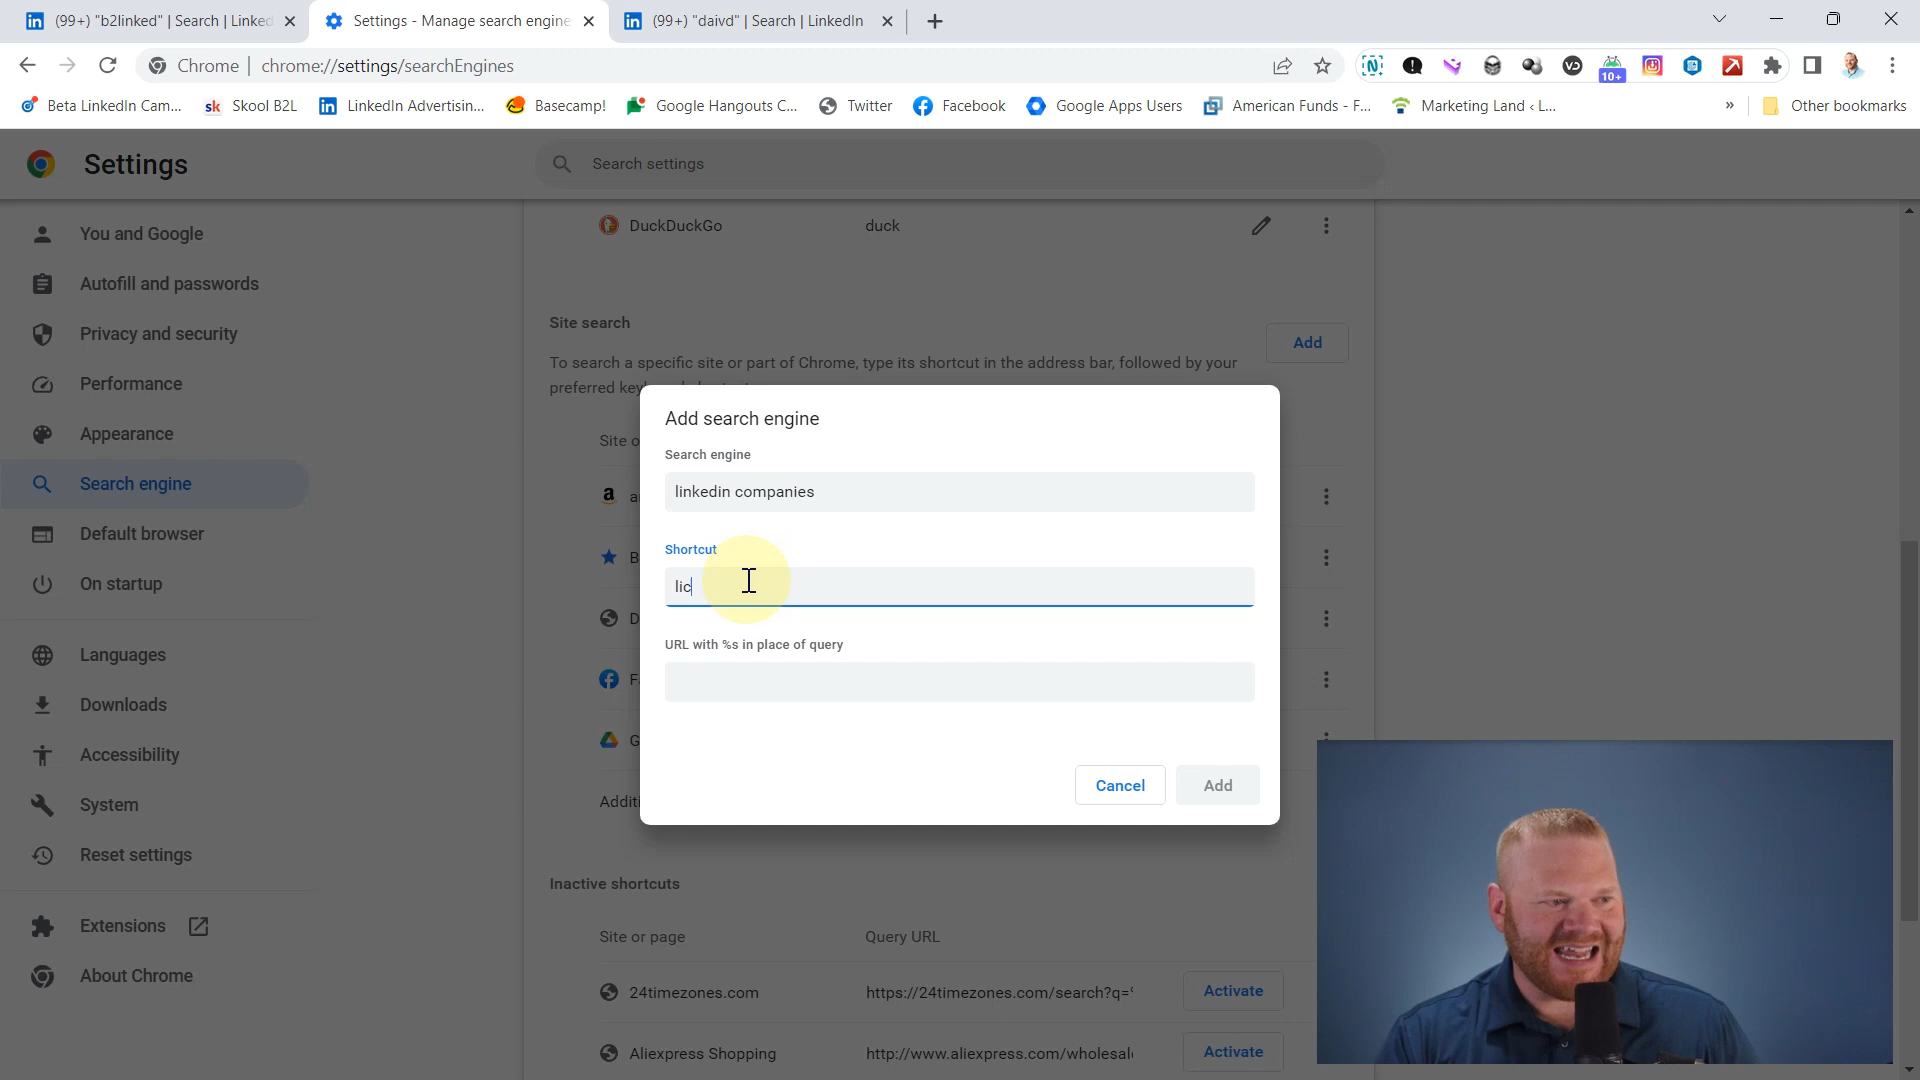 (99+) "b2linked" | Search | Linked
Settings - Manage search engine
(99+) "daivd" | Search | LinkedIn
Chrome | chrome://settings/searchEngines
10+
Beta LinkedIn Cam...
sk Skool B2L
LinkedIn Advertisin...
Basecamp!
Google Hangouts C...
Twitter
Facebook
Google Apps Users
American Funds - F...
Marketing Land ‹ L...
»
Other bookmarks
Settings
Search settings
You and Google
Autofill and passwords
Privacy and security
Performance
Appearance
Search engine
Default browser
On startup
Languages
Downloads
Accessibility
System
Reset settings
Extensions
About Chrome
DuckDuckGo duck
Site search
Add
To search a specific site or part of Chrome, type its shortcut in the address bar, followed by your
preferred
Site o
Additi
Add search engine
Search engine
linkedin companies
Shortcut
lic
URL with %s in place of query
Cancel
Add
Inactive shortcuts
Site or page Query URL
24timezones.com https://24timezones.com/search?q= Activate
Aliexpress Shopping http://www.aliexpress.com/wholesal Activate